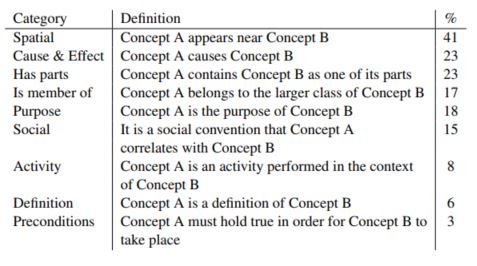 Category Definition %
Spatial Concept A appears near Concept B 41
Cause & Effect Concept A causes Concept B 23
Has parts Concept A contains Concept B as one of its parts 23
Is member of Concept A belongs to the larger class of Concept B 17
Purpose Concept A is the purpose of Concept B 18
Social It is a social convention that Concept A 15
correlates with Concept B
Activity Concept A is an activity performed in the context 8
of Concept B
Definition Concept A is a definition of Concept B 6
Preconditions Concept A must hold true in order for Concept B to 3
take place